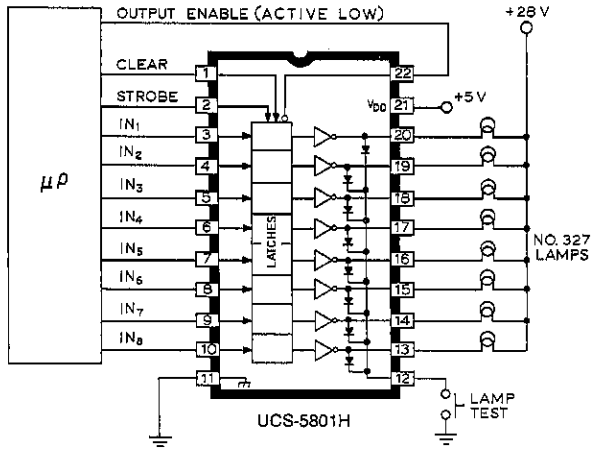 OUTPUT ENABLE (ACTIVE LOW)
+28 V
CLEAR
1
22
STROBE
2
VDD
21
+5 V
IN1
3
20
IN2
4
19
IN3
5
18
µP
IN4
6
17
LATCHES
NO. 327
LAMPS
IN5
7
16
IN6
8
15
IN7
9
14
IN8
10
13
11
12
LAMP
TEST
UCS-5801H